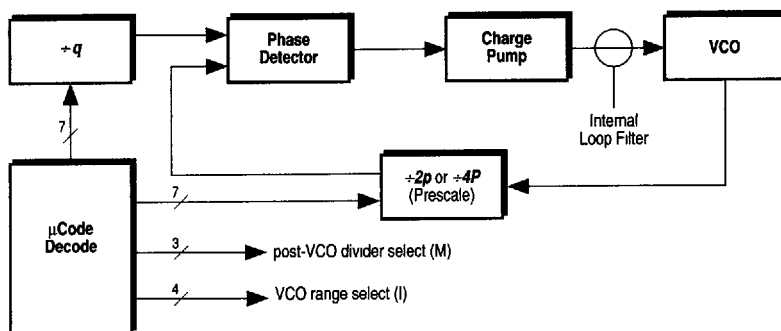 ÷q
Phase
Detector
Charge
Pump
VCO
Internal
Loop Filter
7
÷2p or ÷4P
(Prescale)
µCode
Decode
7
3
post-VCO divider select (M)
4
VCO range select (I)